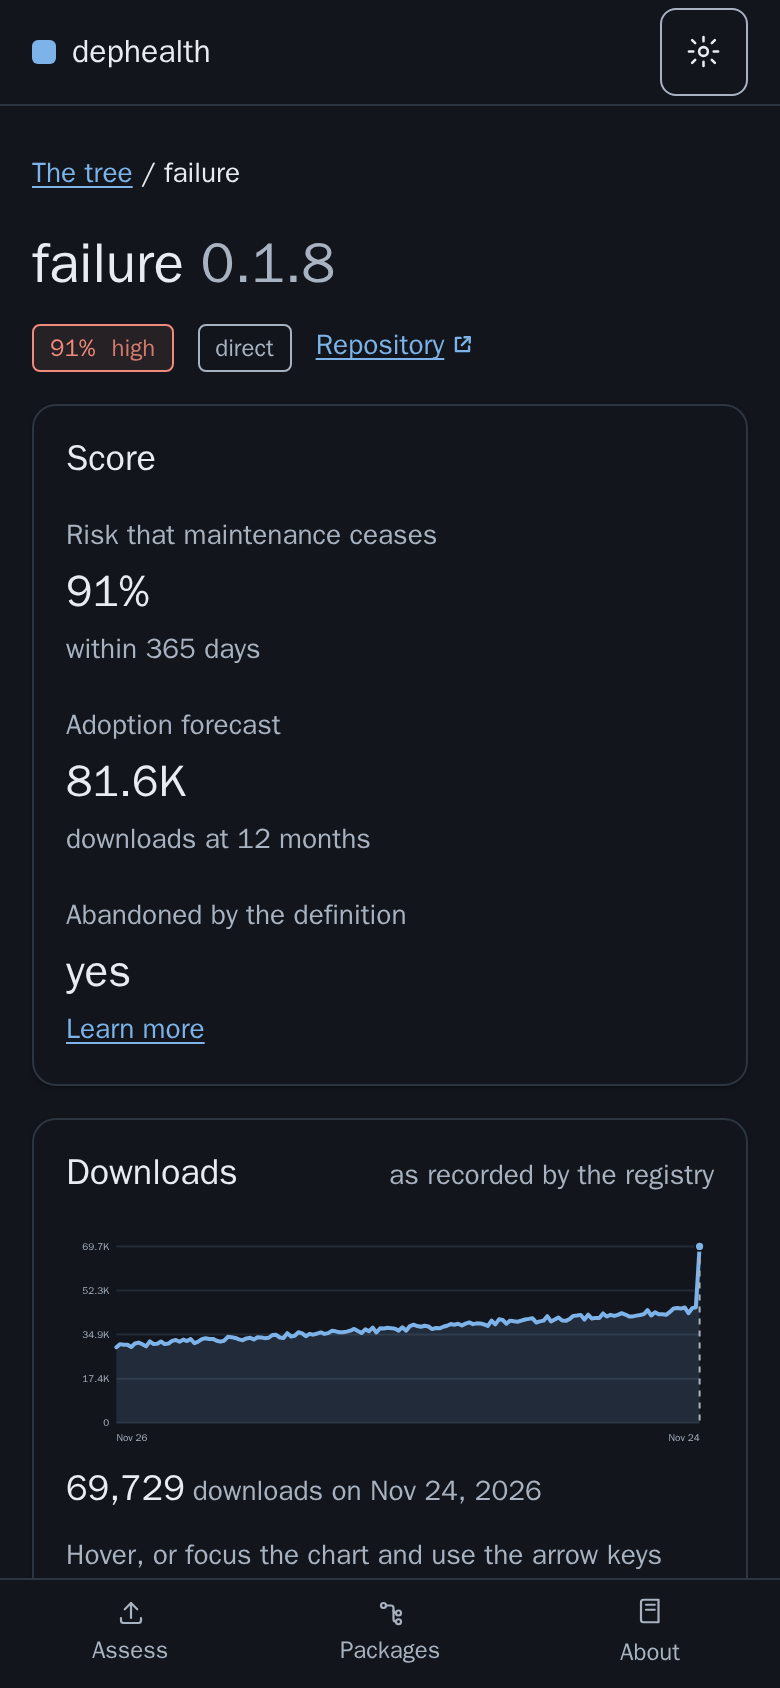 dephealth
The tree / failure
failure 0.1.8
91% high direct Repository
Score
Risk that maintenance ceases
91%
within 365 days
Adoption forecast
81.6K
downloads at 12 months
Abandoned by the definition
yes
Learn more
Downloads as recorded by the registry
69.7K
52.3K
34.9K
17.4K
0
Nov 26 Nov 24
69,729 downloads on Nov 24, 2026
Hover, or focus the chart and use the arrow keys
Assess Packages About